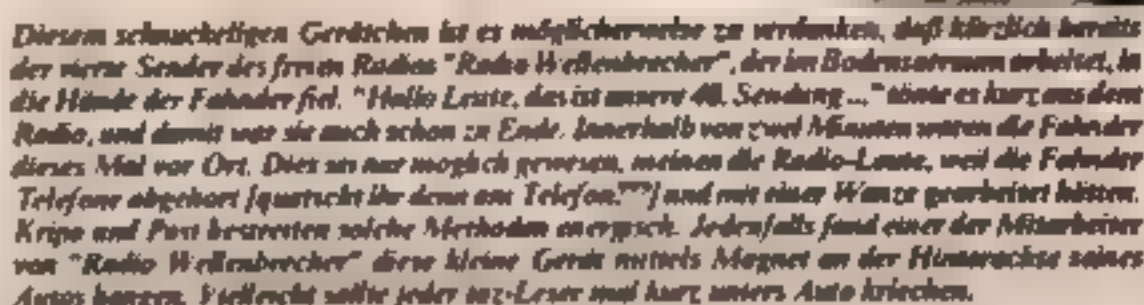 Diesem schnuckeligen Gerätchen ist es möglicherweise zu verdanken, daß kürzlich bereits
der vierte Sender des freien Radios "Radio Wellenbrecher", der im Bodenseeraum arbeitet, in
die Hände der Fahnder fiel. "Hallo Leute, das ist unsere 40. Sendung ..." tönte es kurz aus dem
Radio, und damit war sie auch schon zu Ende. Innerhalb von zwei Minuten waren die Fahnder
dieses Mal vor Ort. Dies sei nur möglich gewesen, meinen die Radio-Leute, weil die Fahnder
Telefone abgehört [quatscht ihr denn am Telefon???] und mit einer Wanze gearbeitet hätten.
Kripo und Post bestreiten solche Methoden energisch. Jedenfalls fand einer der Mitarbeiter
von "Radio Wellenbrecher" diese kleine Gerät mittels Magnet an der Hinterachse seines
Autos hängen. Vielleicht sollte jeder taz-Leser mal kurz unters Auto kriechen.